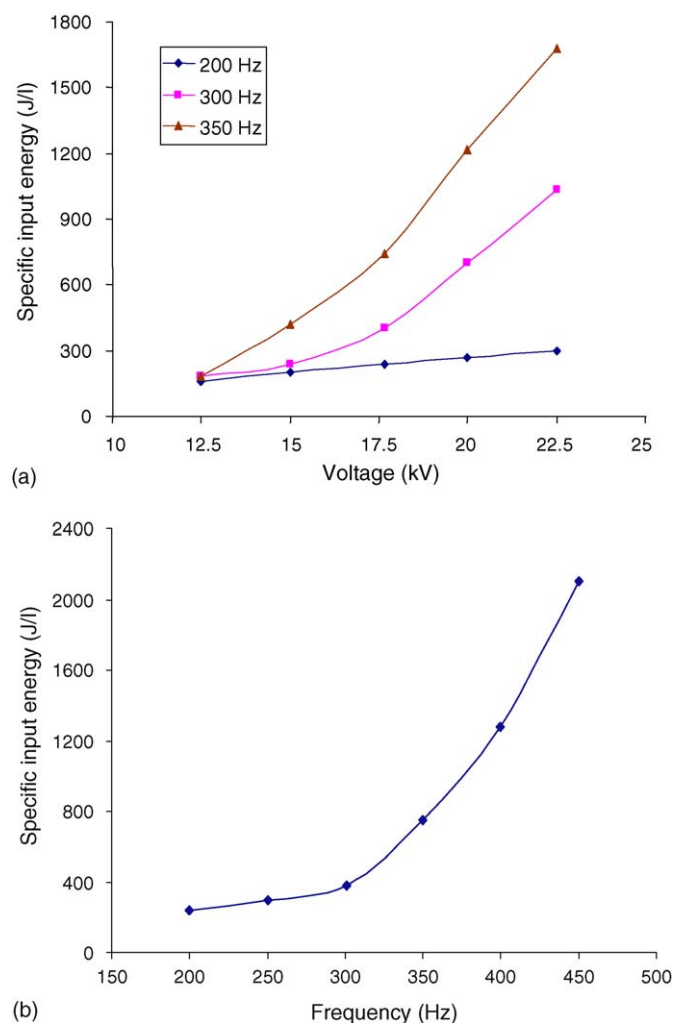 1800
1500
1200
900
600
300
0
Specific input energy (J/l)
200 Hz
300 Hz
350 Hz
10 12.5 15 17.5 20 22.5 25
Voltage (kV)
(a)
2400
2000
1600
1200
800
400
0
Specific input energy (J/l)
150 200 250 300 350 400 450 500
Frequency (Hz)
(b)